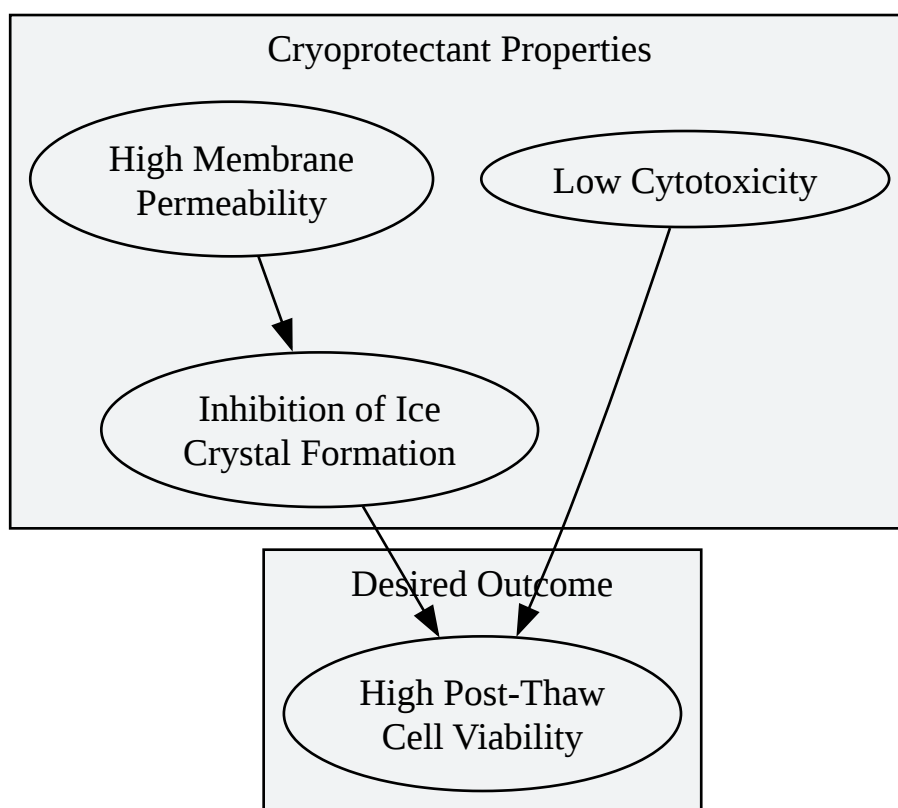 Cryoprotectant Properties
High Membrane
Permeability
Low Cytotoxicity
Inhibition of Ice
Crystal Formation
Desired Outcome
High Post-Thaw
Cell Viability